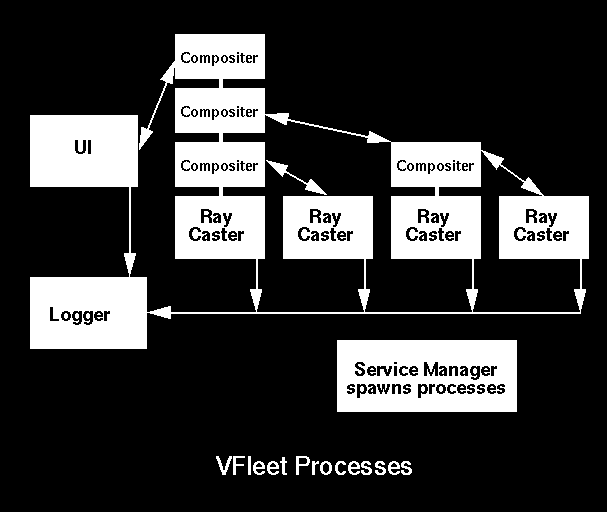 Compositer
Compositer
UI
Compositer
Compositer
Ray
Caster
Ray
Caster
Ray
Caster
Ray
Caster
Logger
Service Manager
spawns processes
VFleet Processes